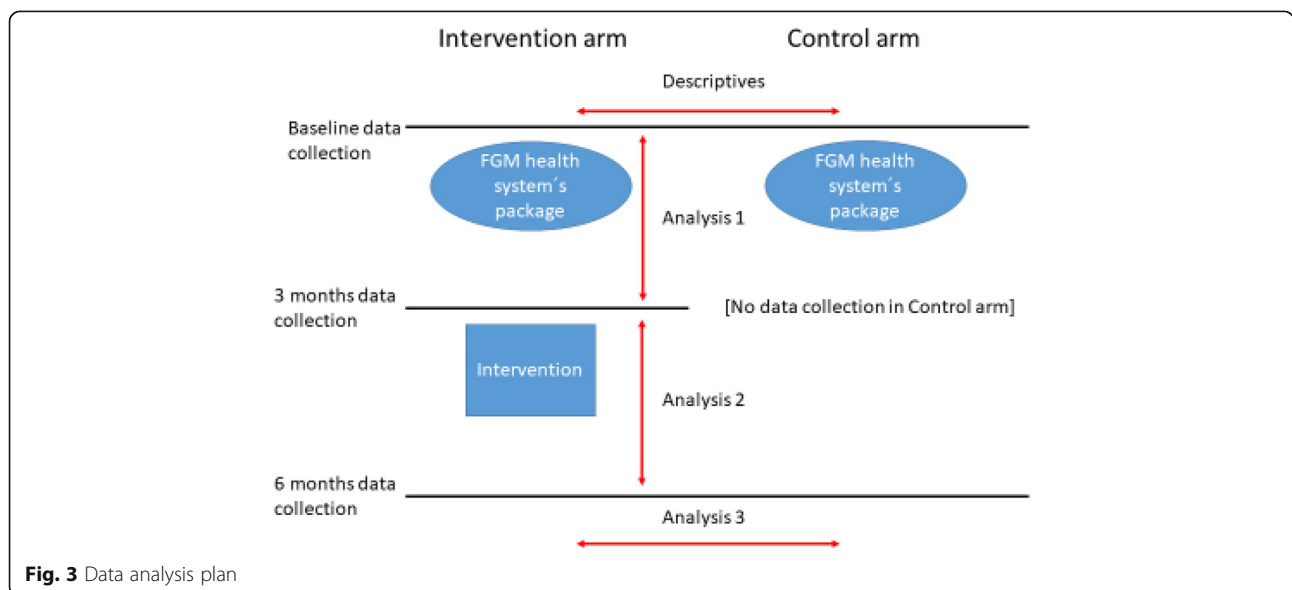 Intervention arm Control arm
Descriptives
Baseline data
collection
FGM health
system´s
package
FGM health
system´s
package
Analysis 1
3 months data
collection
[No data collection in Control arm]
Intervention
Analysis 2
6 months data
collection
Analysis 3
Fig. 3 Data analysis plan